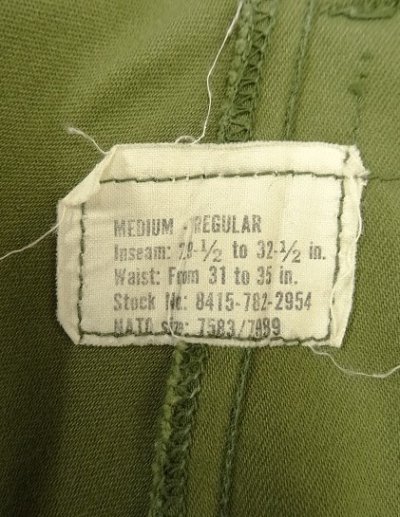 MEDIUM - REGULAR
Inseam: 29-1/2 to 32-1/2 in.
Waist: From 31 to 35 in.
Stock No: 8415-782-2954
NATO size: 7583/7989